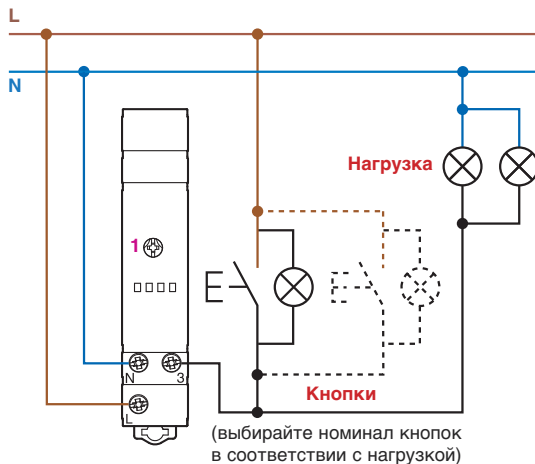 L
N
Нагрузка
1
N
3
L
Кнопки
(выбирайте номинал кнопок
в соответствии с нагрузкой)